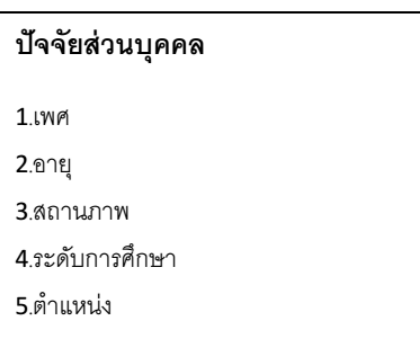 ปัจจัยส่วนบุคคล
1.เพศ
2.อายุ
3.สถานภาพ
4.ระดับการศึกษา
5.ตำแหน่ง